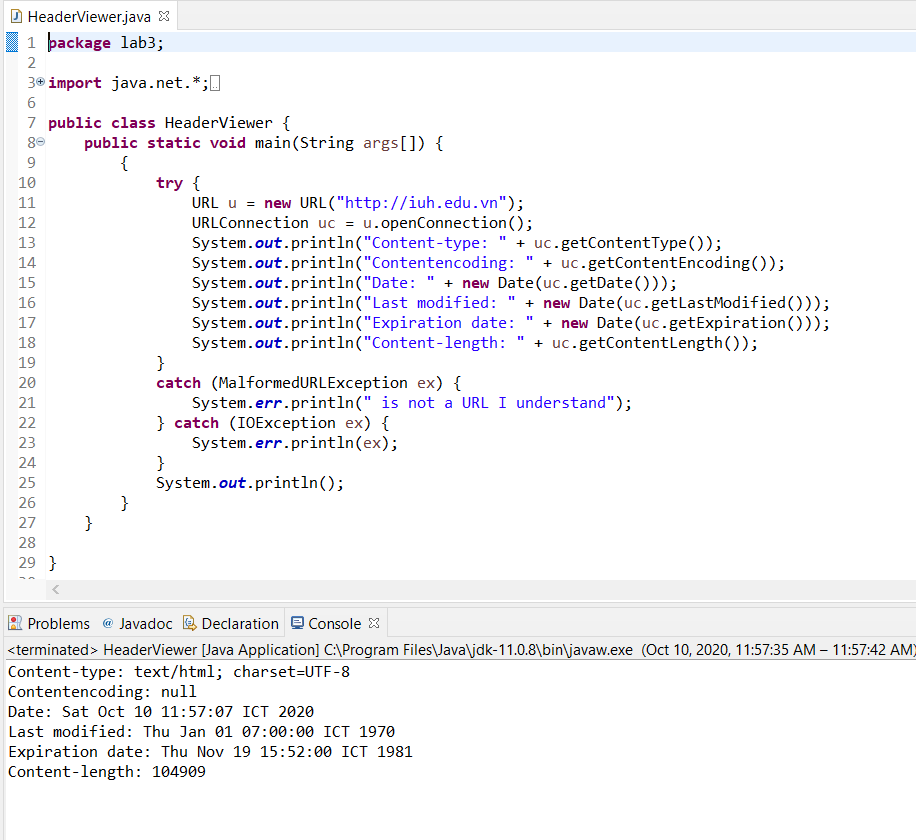 HeaderViewer.java
1 package lab3;
2
3 import java.net.*;
6
7 public class HeaderViewer {
8     public static void main(String args[]) {
9         {
10             try {
11                 URL u = new URL("http://iuh.edu.vn");
12                 URLConnection uc = u.openConnection();
13                 System.out.println("Content-type: " + uc.getContentType());
14                 System.out.println("Contentencoding: " + uc.getContentEncoding());
15                 System.out.println("Date: " + new Date(uc.getDate()));
16                 System.out.println("Last modified: " + new Date(uc.getLastModified()));
17                 System.out.println("Expiration date: " + new Date(uc.getExpiration()));
18                 System.out.println("Content-length: " + uc.getContentLength());
19             }
20             catch (MalformedURLException ex) {
21                 System.err.println(" is not a URL I understand");
22             } catch (IOException ex) {
23                 System.err.println(ex);
24             }
25             System.out.println();
26         }
27     }
28
29 }
Problems @ Javadoc Declaration Console
<terminated> HeaderViewer [Java Application] C:\Program Files\Java\jdk-11.0.8\bin\javaw.exe (Oct 10, 2020, 11:57:35 AM – 11:57:42 AM)
Content-type: text/html; charset=UTF-8
Contentencoding: null
Date: Sat Oct 10 11:57:07 ICT 2020
Last modified: Thu Jan 01 07:00:00 ICT 1970
Expiration date: Thu Nov 19 15:52:00 ICT 1981
Content-length: 104909